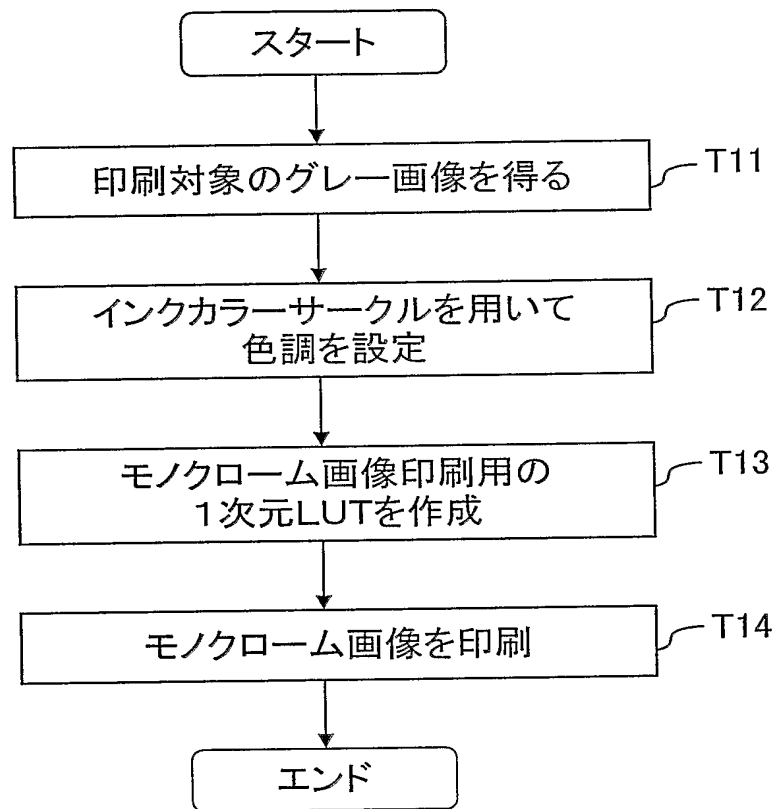 スタート
印刷対象のグレー画像を得る
T11
インクカラーサークルを用いて
色調を設定
T12
モノクローム画像印刷用の
1次元LUTを作成
T13
モノクローム画像を印刷
T14
エンド